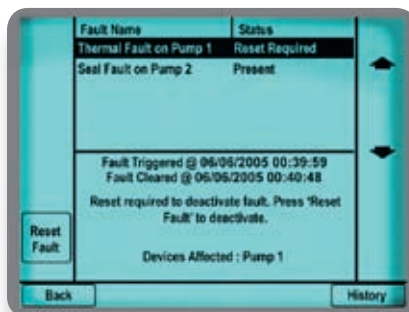 Fault Name Status
Thermal Fault on Pump 1 Reset Required
Seal Fault on Pump 2 Present
Fault Triggered @ 06/06/2005 00:39:59
Fault Cleared @ 06/06/2005 00:40:48
Reset required to deactivate fault. Press 'Reset
Fault' to deactivate.
Reset
Fault
Devices Affected : Pump 1
Back
History